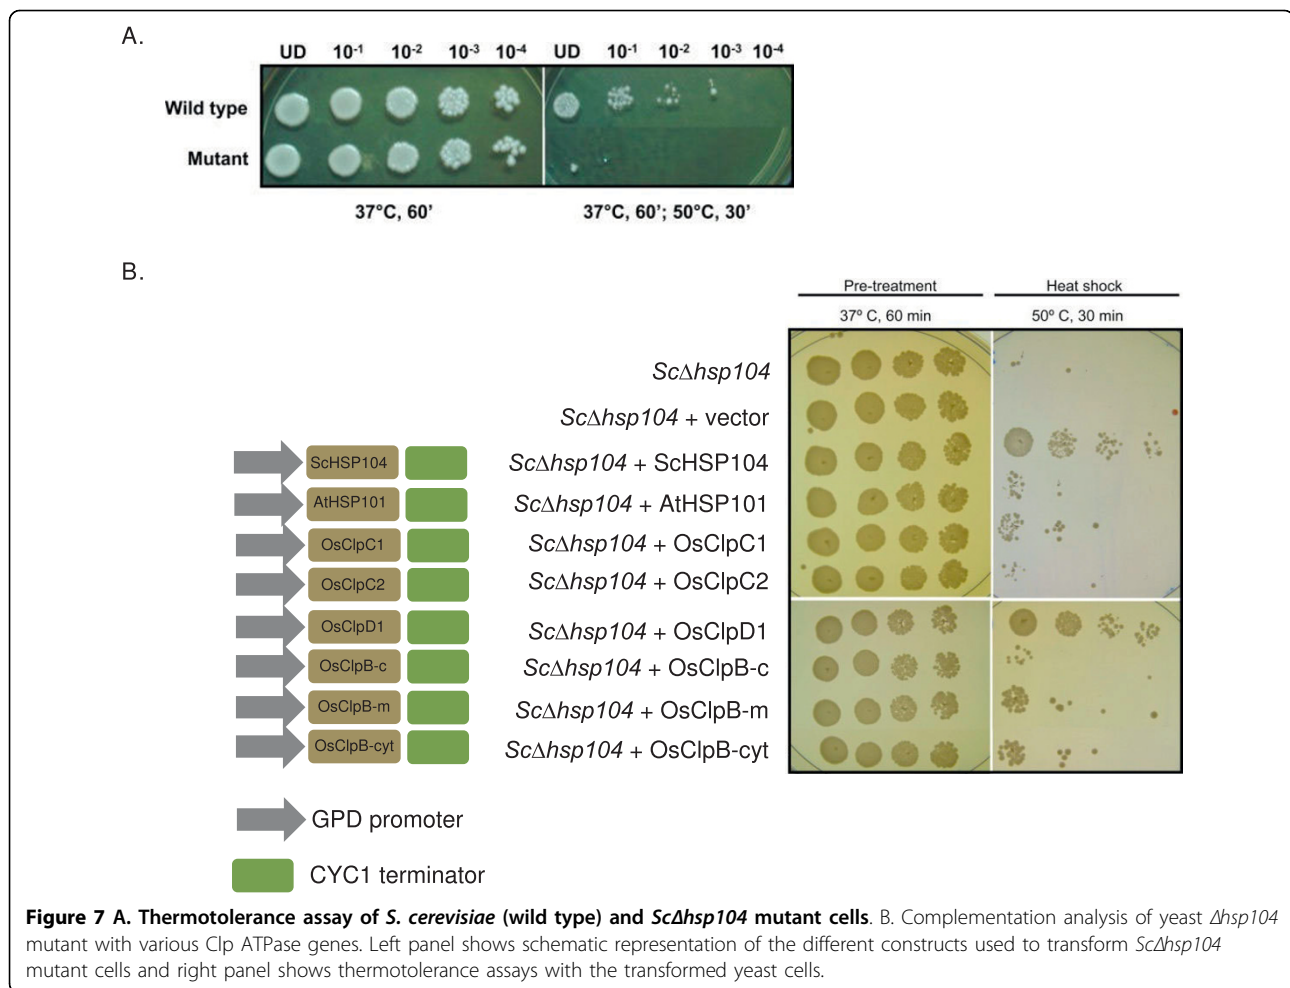 A.
UD 10-1 10-2 10-3 10-4 UD 10-1 10-2 10-3 10-4
Wild type
Mutant
37°C, 60’ 37°C, 60’; 50°C, 30’
B.
Pre-treatment Heat shock
37º C, 60 min 50º C, 30 min
ScΔhsp104
ScΔhsp104 + vector
ScHSP104 ScΔhsp104 + ScHSP104
AtHSP101 ScΔhsp104 + AtHSP101
OsClpC1 ScΔhsp104 + OsClpC1
OsClpC2 ScΔhsp104 + OsClpC2
OsClpD1 ScΔhsp104 + OsClpD1
OsClpB-c ScΔhsp104 + OsClpB-c
OsClpB-m ScΔhsp104 + OsClpB-m
OsClpB-cyt ScΔhsp104 + OsClpB-cyt
GPD promoter
CYC1 terminator
Figure 7 A. Thermotolerance assay of S. cerevisiae (wild type) and ScΔhsp104 mutant cells. B. Complementation analysis of yeast Δhsp104
mutant with various Clp ATPase genes. Left panel shows schematic representation of the different constructs used to transform ScΔhsp104
mutant cells and right panel shows thermotolerance assays with the transformed yeast cells.